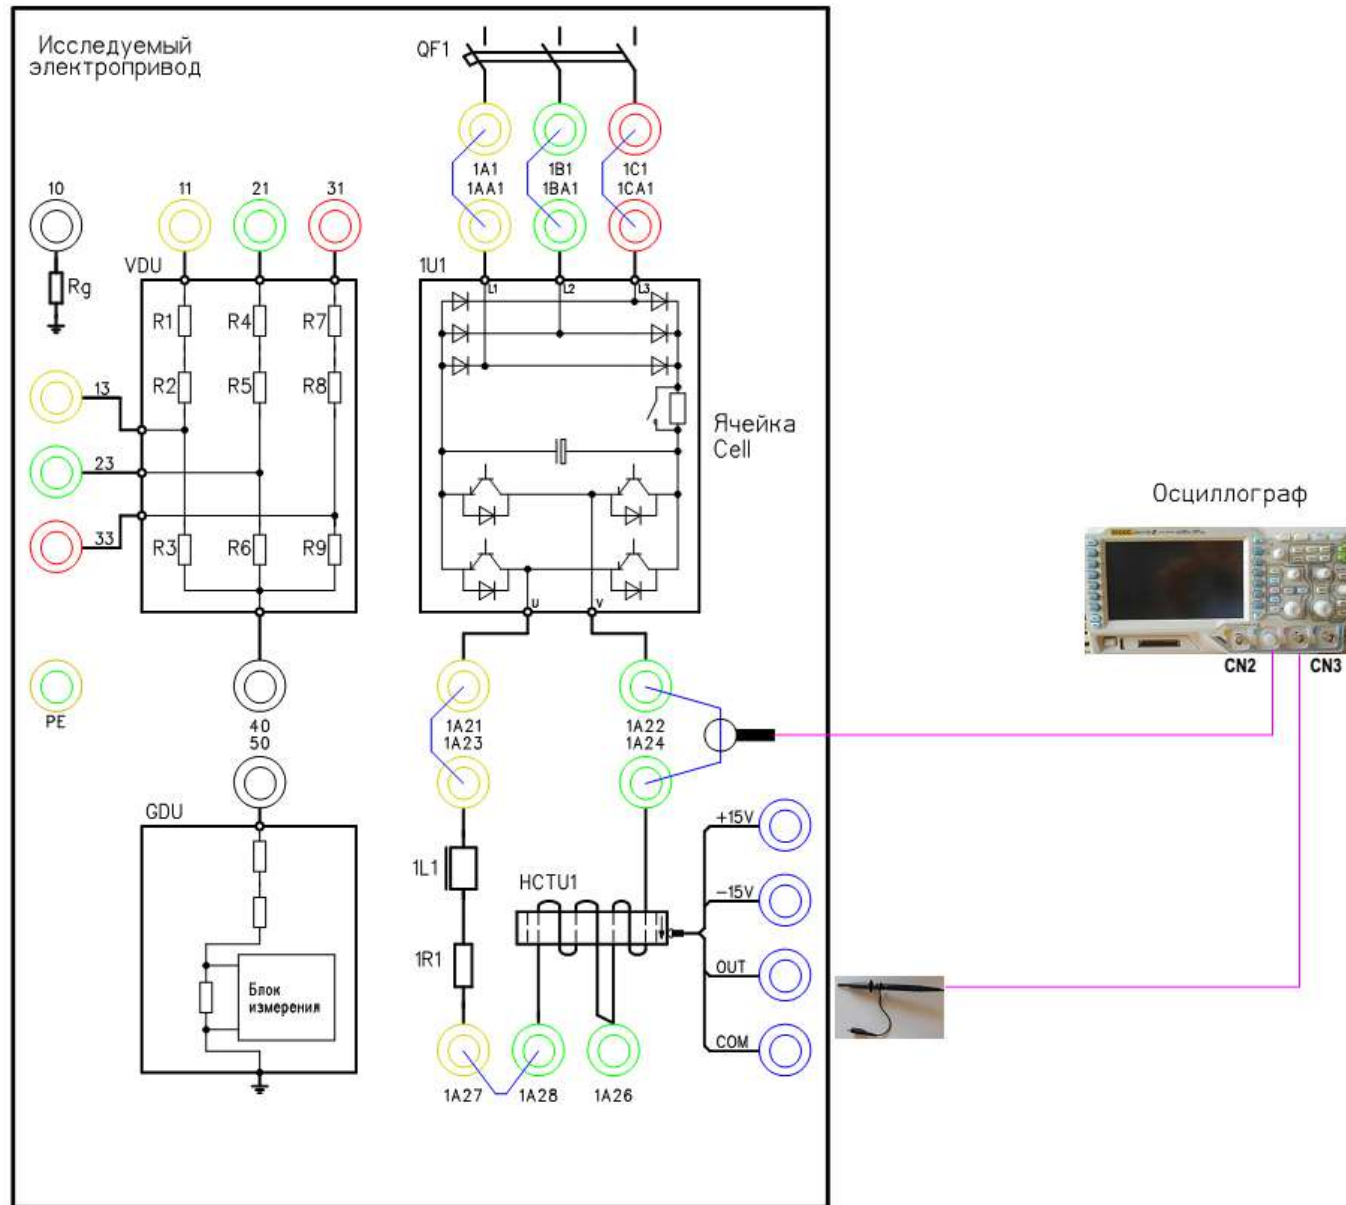 Исследуемый
электропривод
QF1
1A1
1AA1
1B1
1BA1
1C1
1CA1
10
11
21
31
Rg
VDU
R1
R4
R7
R2
R5
R8
R3
R6
R9
13
23
33
1U1
L1
L2
L3
Ячейка
Cell
U
V
PE
40
50
1A21
1A23
1A22
1A24
GDU
Блок
измерения
1L1
1R1
HCTU1
+15V
-15V
OUT
COM
1A27
1A28
1A26
Осциллограф
CN2
CN3